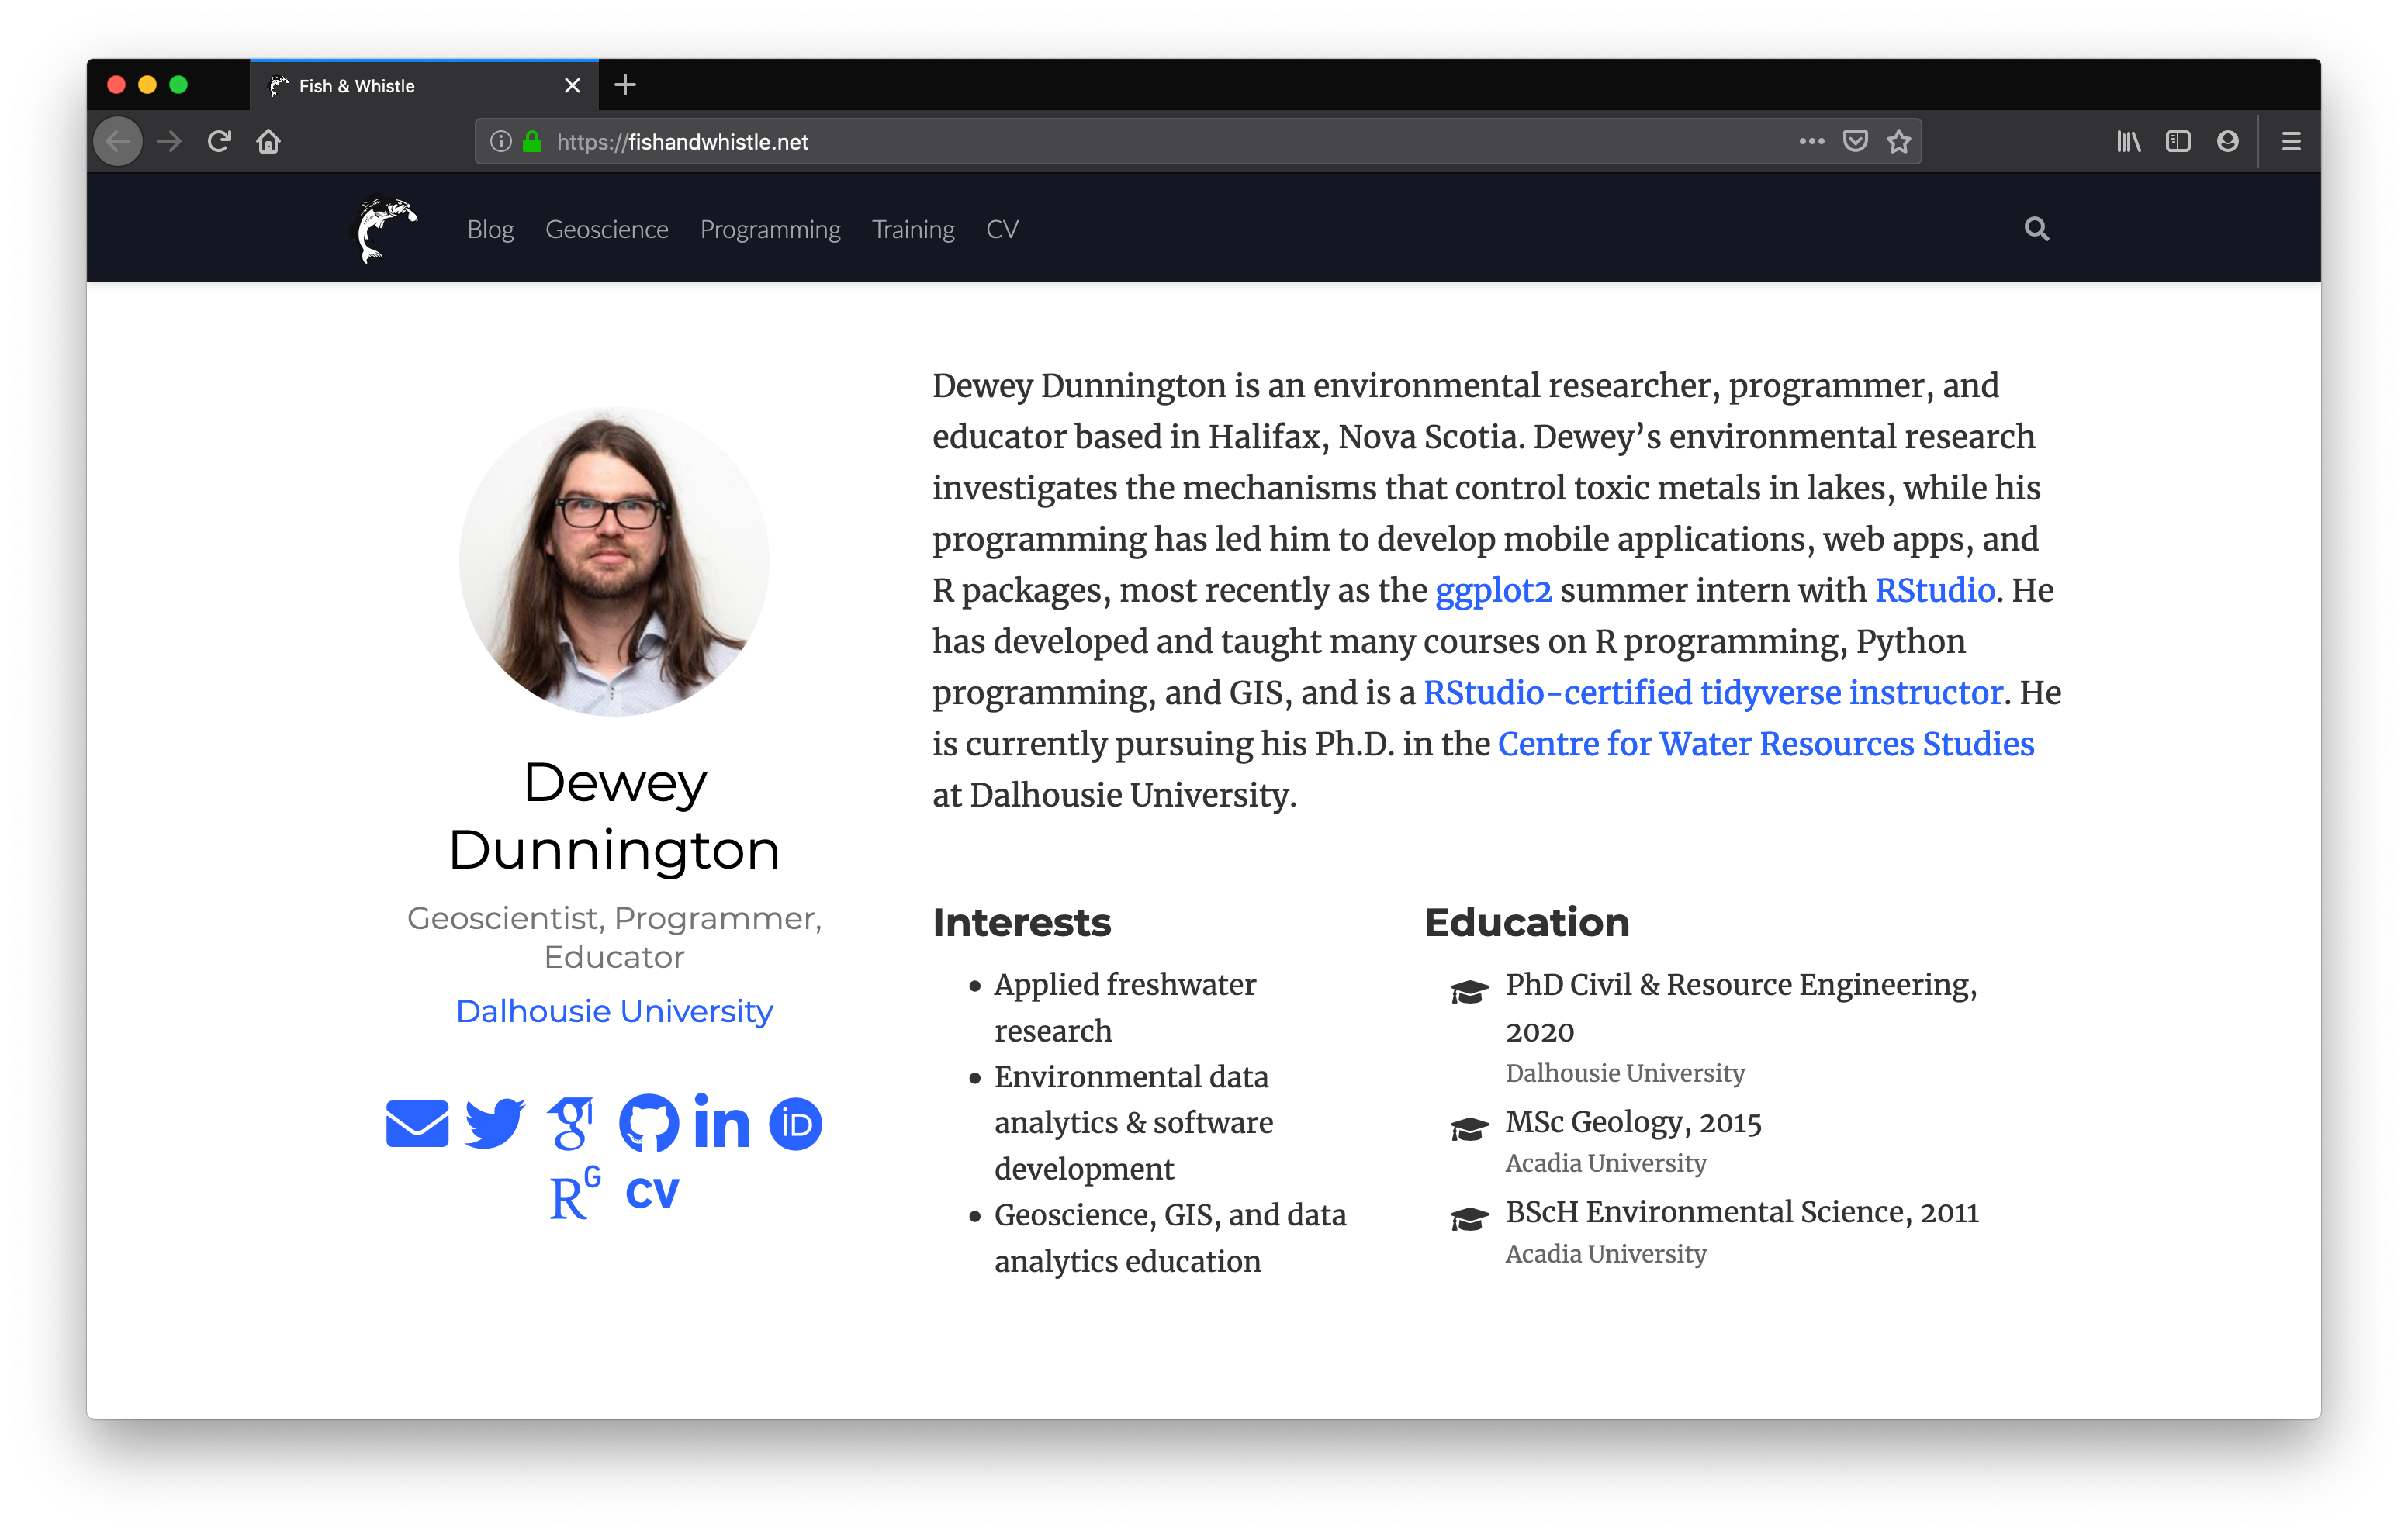 Fish & Whistle
https://fishandwhistle.net
Blog Geoscience Programming Training CV
Dewey
Dunnington
Geoscientist, Programmer,
Educator
Dalhousie University
iD
RG CV
Dewey Dunnington is an environmental researcher, programmer, and
educator based in Halifax, Nova Scotia. Dewey’s environmental research
investigates the mechanisms that control toxic metals in lakes, while his
programming has led him to develop mobile applications, web apps, and
R packages, most recently as the ggplot2 summer intern with RStudio. He
has developed and taught many courses on R programming, Python
programming, and GIS, and is a RStudio-certified tidyverse instructor. He
is currently pursuing his Ph.D. in the Centre for Water Resources Studies
at Dalhousie University.
Interests
• Applied freshwater
research
• Environmental data
analytics & software
development
• Geoscience, GIS, and data
analytics education
Education
PhD Civil & Resource Engineering,
2020
Dalhousie University
MSc Geology, 2015
Acadia University
BScH Environmental Science, 2011
Acadia University